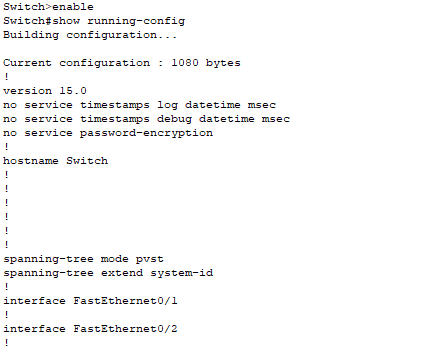 Switch>enable
Switch#show running-config
Building configuration...
Current configuration : 1080 bytes
!
version 15.0
no service timestamps log datetime msec
no service timestamps debug datetime msec
no service password-encryption
!
hostname Switch
!
!
!
!
!
!
spanning-tree mode pvst
spanning-tree extend system-id
!
interface FastEthernet0/1
!
interface FastEthernet0/2
!